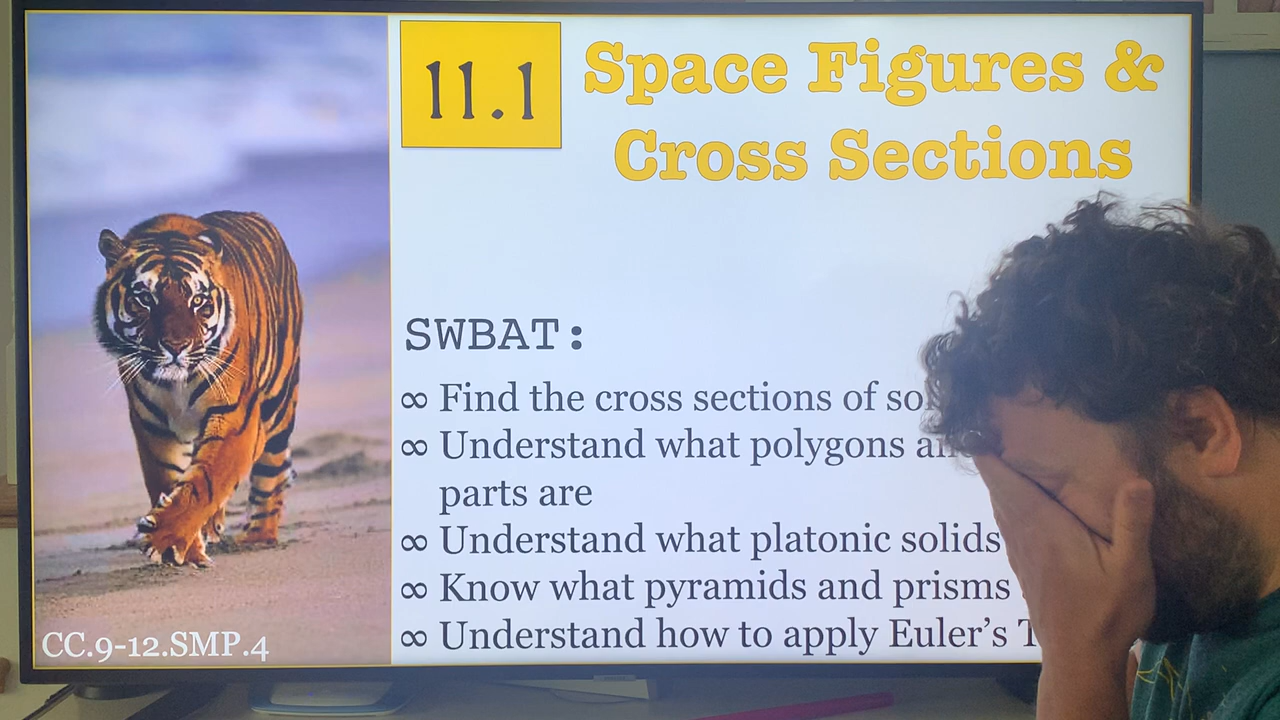 11.1
Space Figures &
Cross Sections
SWBAT:
∞ Find the cross sections of
∞ Understand what polygons
parts are
∞ Understand what platonic solids
∞ Know what pyramids and prisms
∞ Understand how to apply Euler’s
CC.9-12.SMP.4